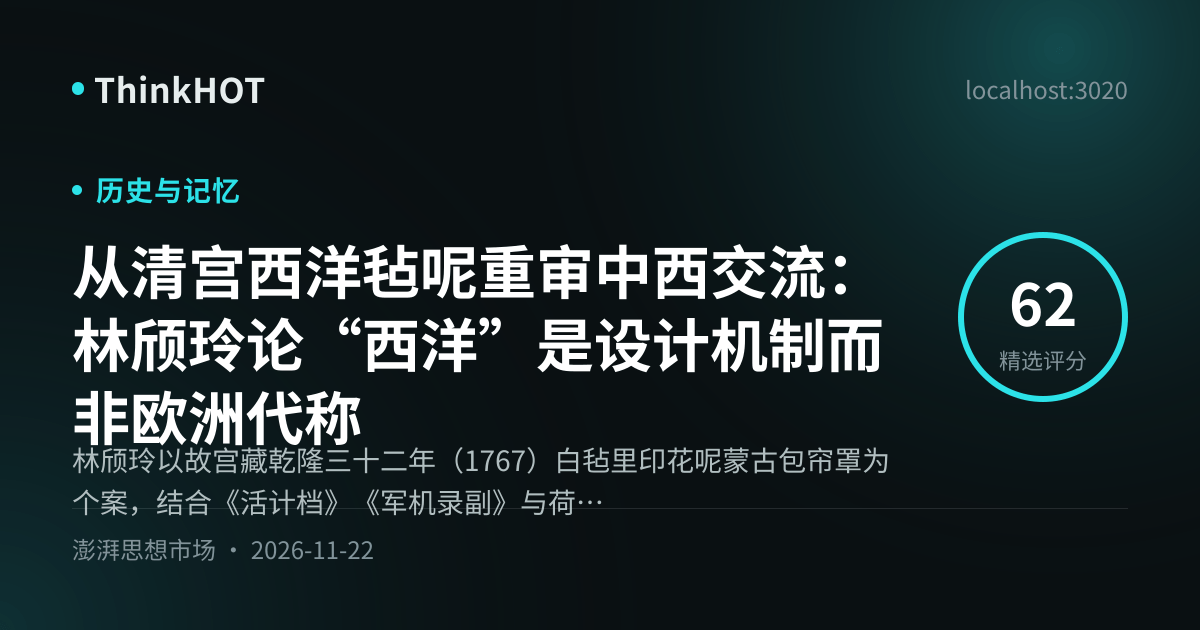 ThinkHOT
localhost:3020
历史与记忆
从清宫西洋毡呢重审中西交流：
林颀玲论“西洋”是设计机制而
非欧洲代称
62
精选评分
林颀玲以故宫藏乾隆三十二年（1767）白毡里印花呢蒙古包帘罩为
个案，结合《活计档》《军机录副》与荷…
澎湃思想市场 · 2026-11-22